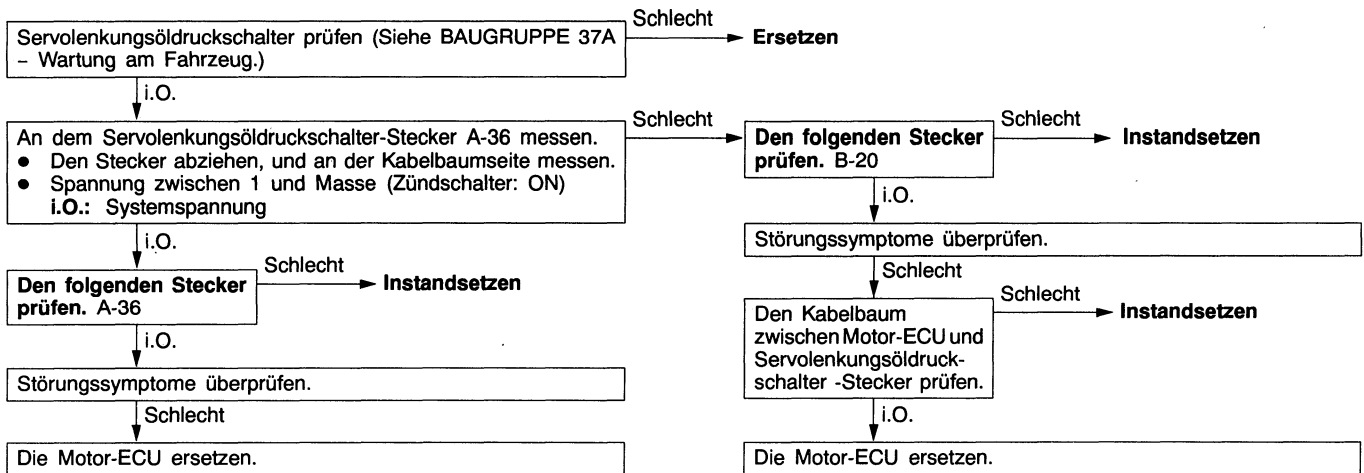 Servolenkungsöldruckschalter prüfen (Siehe BAUGRUPPE 37A
– Wartung am Fahrzeug.)
Schlecht
Ersetzen
i.O.
An dem Servolenkungsöldruckschalter-Stecker A-36 messen.
● Den Stecker abziehen, und an der Kabelbaumseite messen.
● Spannung zwischen 1 und Masse (Zündschalter: ON)
i.O.: Systemspannung
Schlecht
i.O.
Den folgenden Stecker
prüfen. A-36
Schlecht
Instandsetzen
i.O.
Störungssymptome überprüfen.
Schlecht
Die Motor-ECU ersetzen.
Den folgenden Stecker
prüfen. B-20
Schlecht
Instandsetzen
i.O.
Störungssymptome überprüfen.
Schlecht
Den Kabelbaum
zwischen Motor-ECU und
Servolenkungsöldruck-
schalter -Stecker prüfen.
Schlecht
Instandsetzen
i.O.
Die Motor-ECU ersetzen.